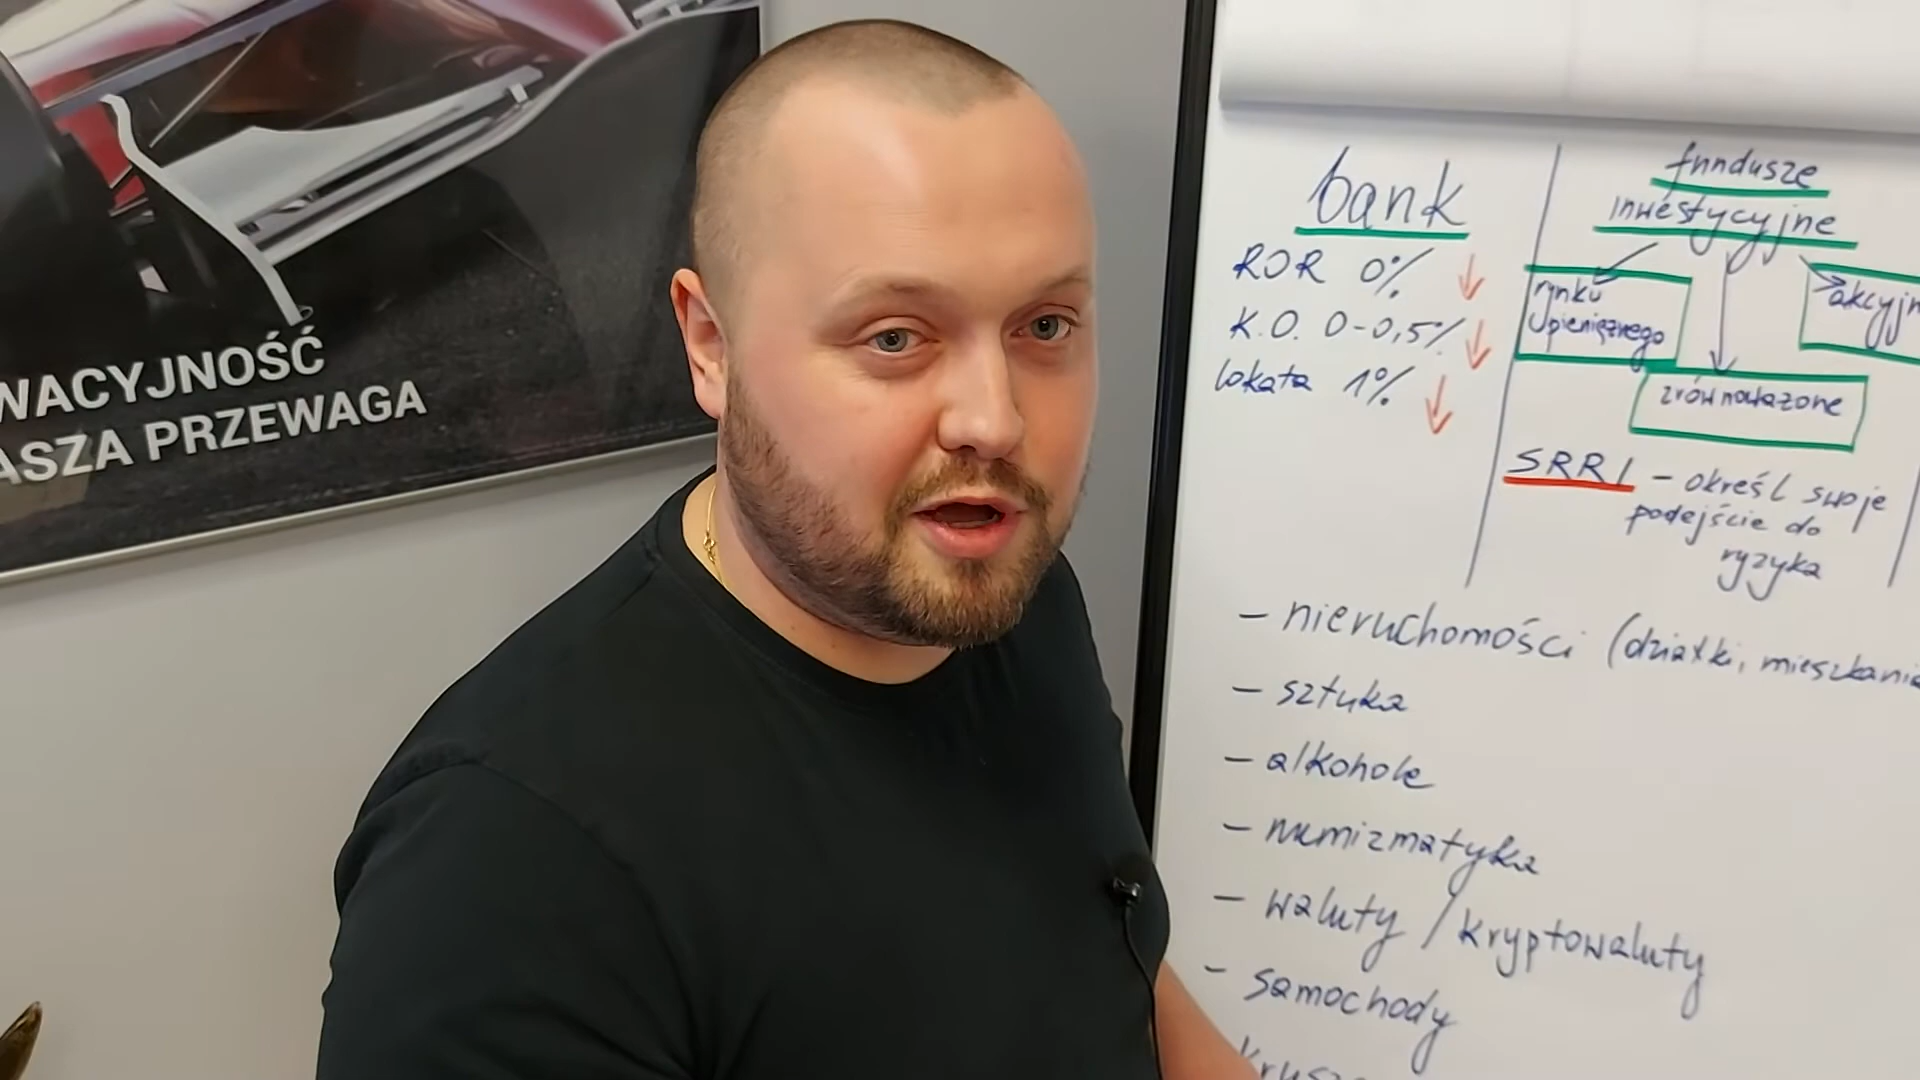 WACYJNOŚĆ
ASZA PRZEWAGA
bank
ROR 0%
K.O. 0-0,5%
lokata 1%
fundusze
inwestycyjne
rynku
pieniężnego
akcyjn
zrównoważone
SRRI - określ swoje
podejście do
ryzyka
- nieruchomości (działki, mieszkania
- sztuka
- alkohole
- numizmatyka
- waluty / kryptowaluty
- samochody
krusz